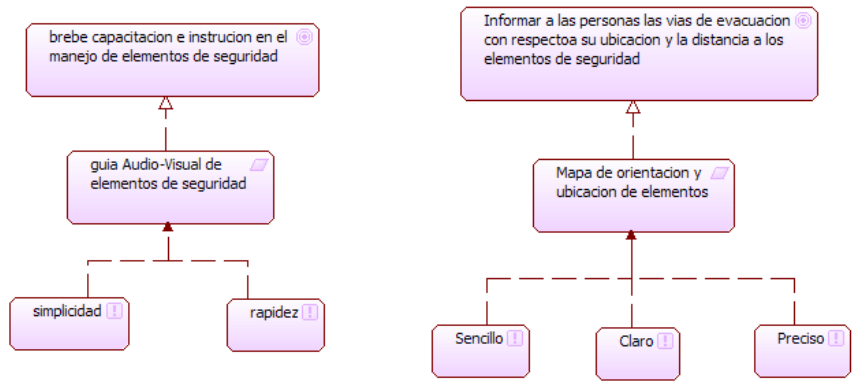 brebe capacitacion e instrucion en el
manejo de elementos de seguridad
guia Audio-Visual de
elementos de seguridad
simplicidad
rapidez
Informar a las personas las vias de evacuacion
con respectoa su ubicacion y la distancia a los
elementos de seguridad
Mapa de orientacion y
ubicacion de elementos
Sencillo
Claro
Preciso